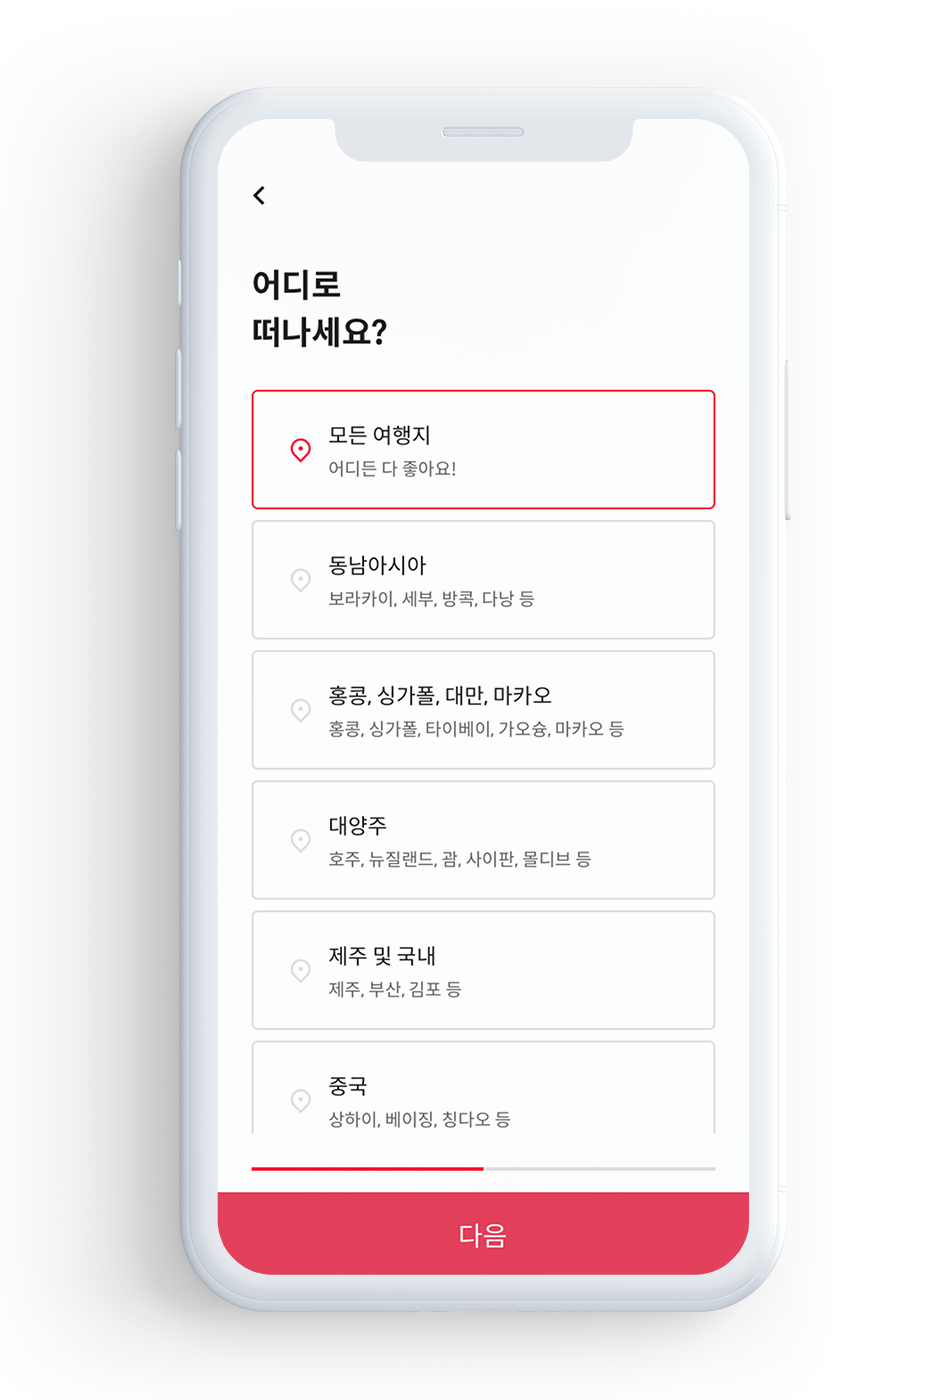 어디로
떠나세요?
모든 여행지
어디든 다 좋아요!
동남아시아
보라카이, 세부, 방콕, 다낭 등
홍콩, 싱가폴, 대만, 마카오
홍콩, 싱가폴, 타이베이, 가오슝, 마카오 등
대양주
호주, 뉴질랜드, 괌, 사이판, 몰디브 등
제주 및 국내
제주, 부산, 김포 등
중국
상하이, 베이징, 칭다오 등
다음